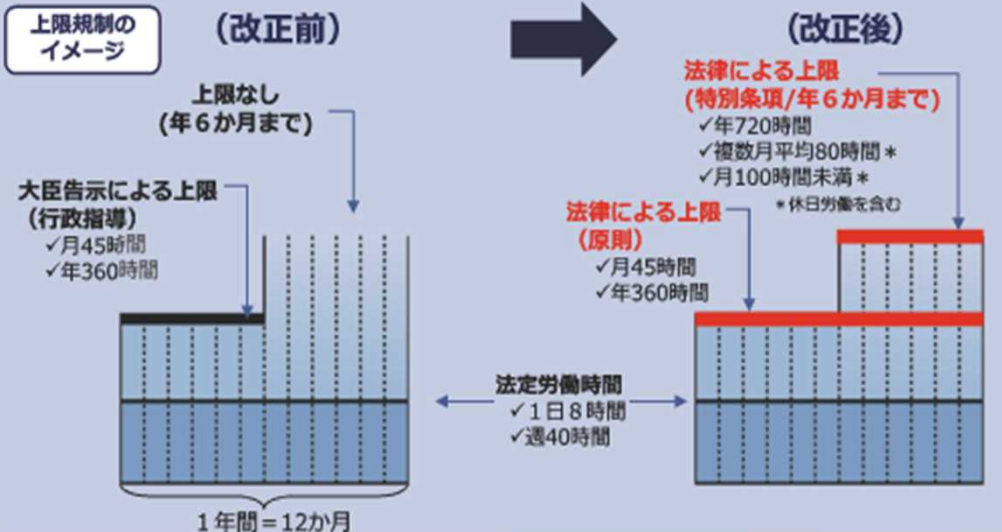 上限規制の
イメージ
（改正前）
上限なし
(年６か月まで)
大臣告示による上限
（行政指導）
✓月45時間
✓年360時間
１年間＝12か月
法定労働時間
✓１日８時間
✓週40時間
（改正後）
法律による上限
(特別条項/年６か月まで)
✓年720時間
✓複数月平均80時間＊
✓月100時間未満＊
＊休日労働を含む
法律による上限
（原則）
✓月45時間
✓年360時間